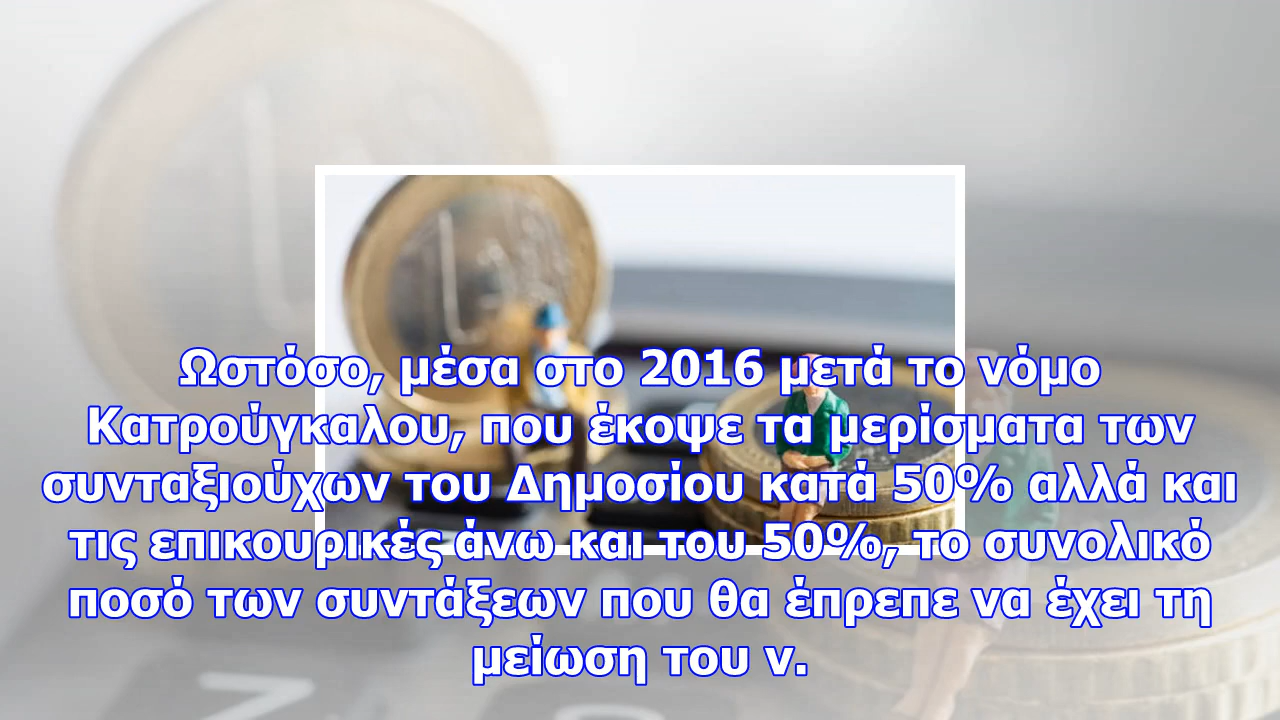 Ωστόσο, μέσα στο 2016 μετά το νόμο
Κατρούγκαλου, που έκοψε τα μερίσματα των
συνταξιούχων του Δημοσίου κατά 50% αλλά και
τις επικουρικές άνω και του 50%, το συνολικό
ποσό των συντάξεων που θα έπρεπε να έχει τη
μείωση του ν.